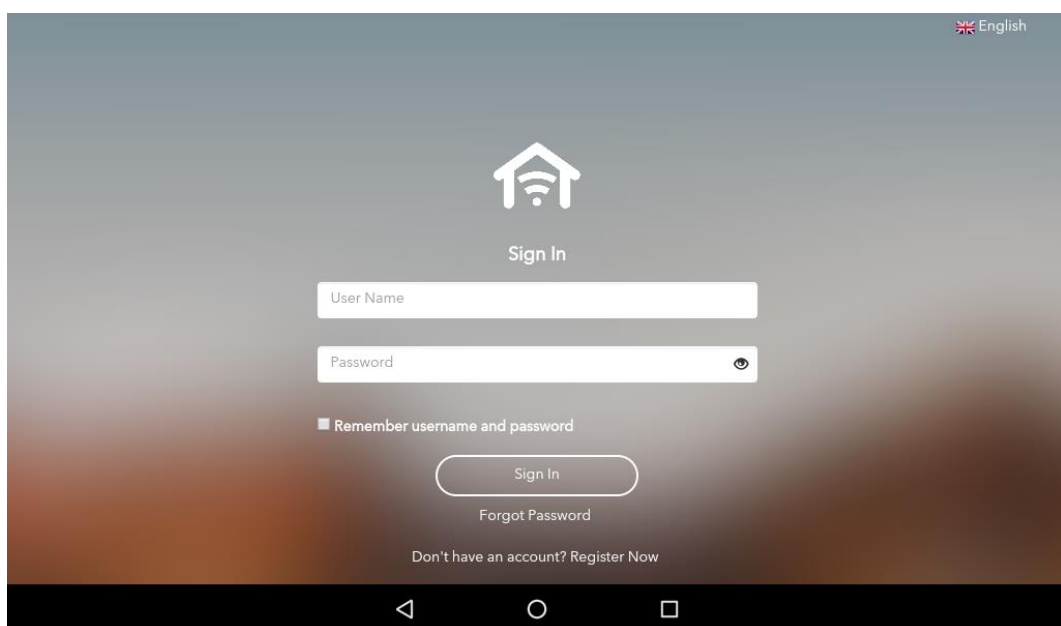 English
Sign In
User Name
Password
Remember username and password
Sign In
Forgot Password
Don't have an account? Register Now